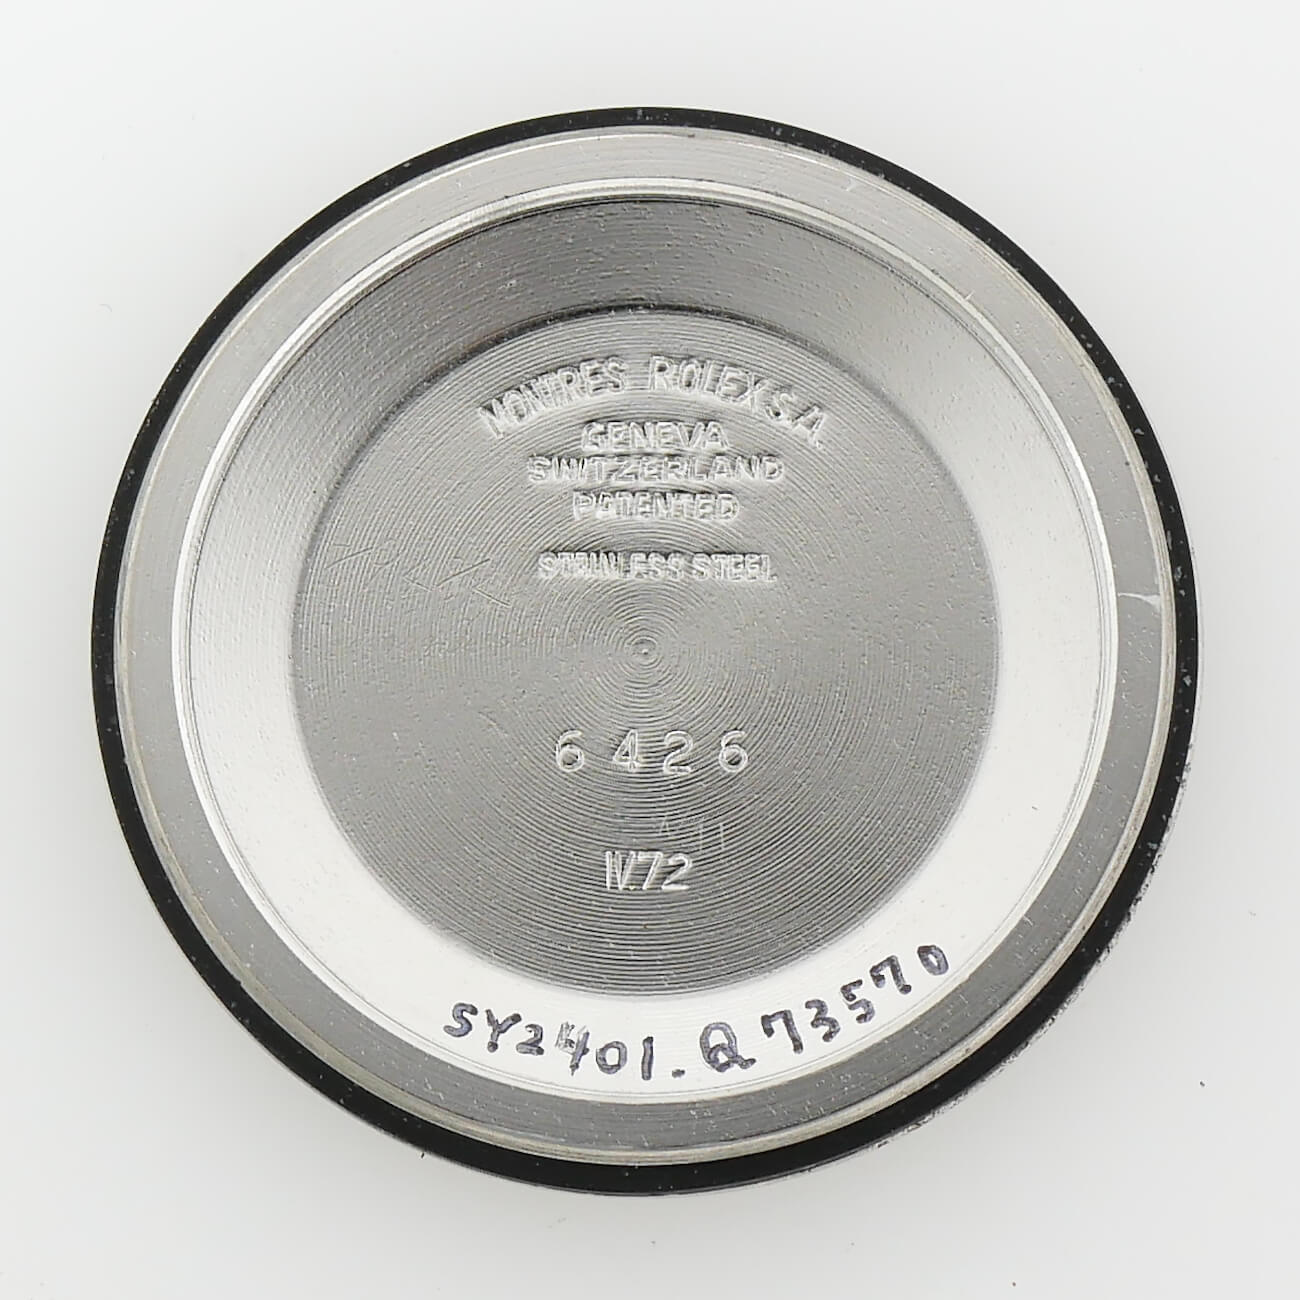 MONTRES ROLEX S.A.
GENEVA
SWITZERLAND
PATENTED
STAINLESS STEEL
6426
IV.72
SY2401.Q73570